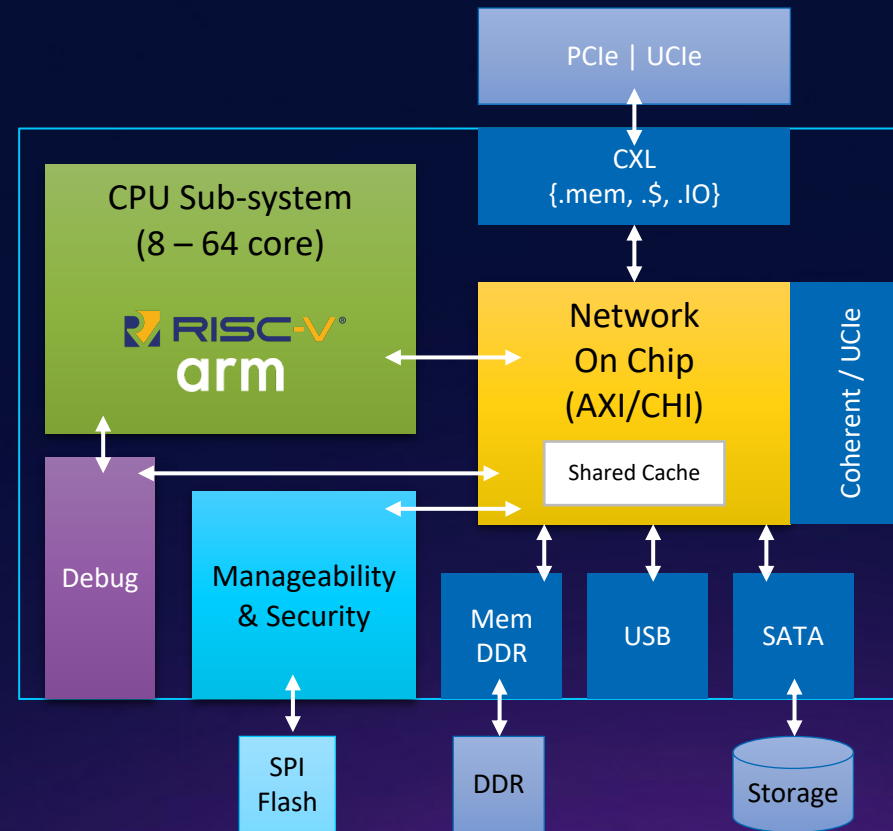 PCIe | UCIe
CXL
{.mem, .$, .IO}
CPU Sub-system
(8 – 64 core)
RISC-V®
arm
Network
On Chip
(AXI/CHI)
Shared Cache
Coherent / UCIe
Debug
Manageability
& Security
Mem
DDR
USB
SATA
SPI
Flash
DDR
Storage